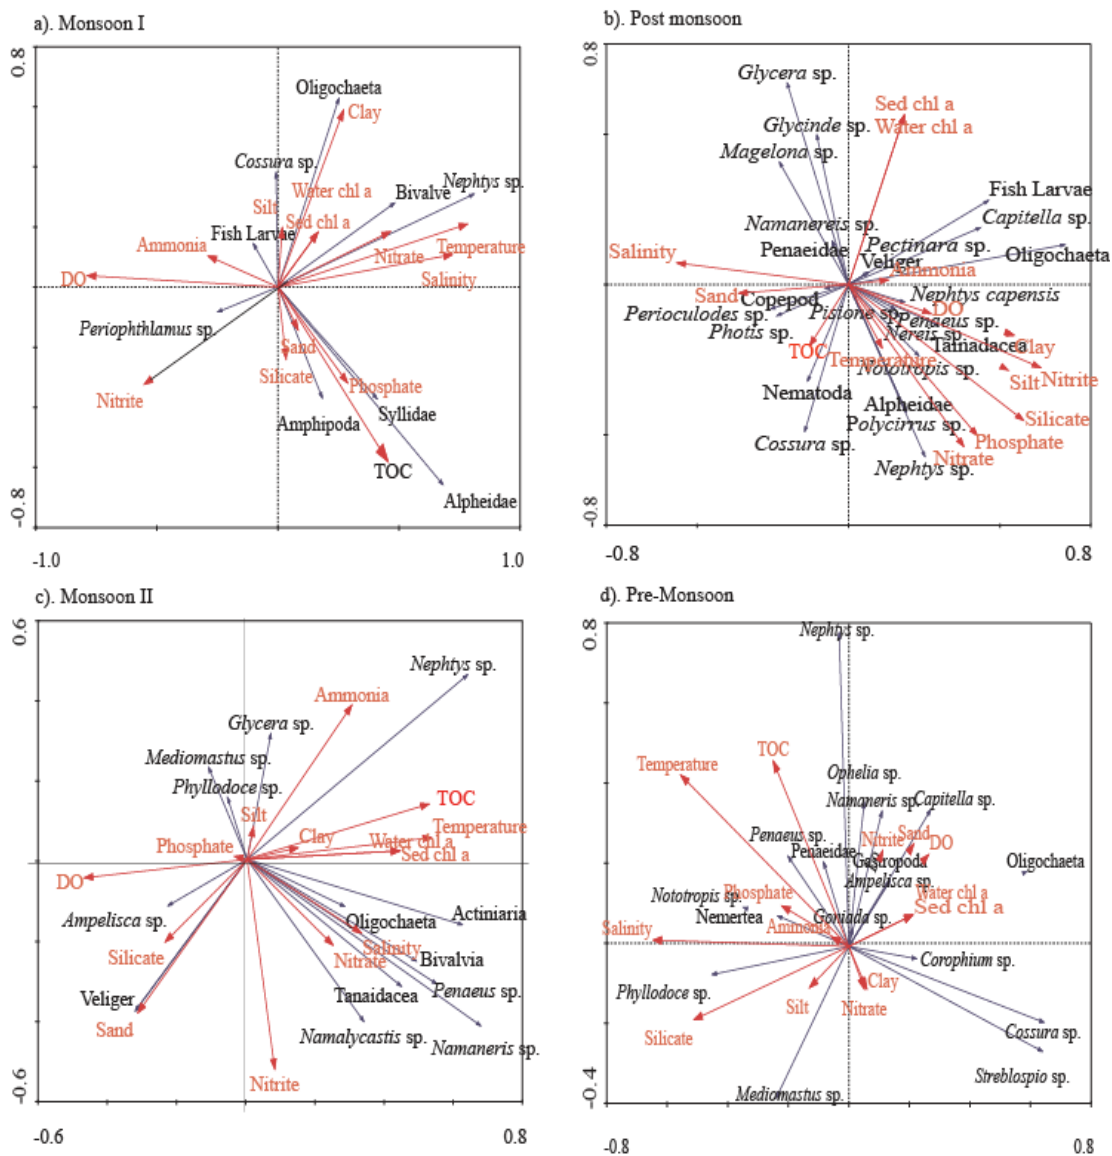 a). Monsoon I
0.8
Oligochaeta
Clay
Cossura sp.
Water chl a
Bivalve
Nephtys sp.
Silt
Sed chl a
Fish Larvae
Ammonia
Nitrate
Temperature
DO
Salinity
Periophthlamus sp.
Sand
Silicate
Phosphate
Nitrite
Amphipoda
Syllidae
TOC
Alpheidae
-0.8
-1.0
1.0
b). Post monsoon
0.8
Glycera sp.
Sed chl a
Glycinde sp.
Water chl a
Magelona sp.
Fish Larvae
Capitella sp.
Namanereis sp.
Salinity
Penaeidae
Pectinara sp.
Oligochaeta
Veliger
Ammonia
Sand
Copepod
Nephtys capensis
Perioculodes sp.
Pisione sp.
DO
Penaeus sp.
Photis sp.
Nereis sp.
TOC
Tainadacea
Clay
Temperature
Nototropis sp.
Silt
Nitrite
Nematoda
Alpheidae
Silicate
Polycirrus sp.
Cossura sp.
Phosphate
Nitrate
Nephtys sp.
-0.8
-0.8
0.8
c). Monsoon II
0.6
Nephtys sp.
Ammonia
Glycera sp.
Mediomastus sp.
Phyllodoce sp.
TOC
Silt
Temperature
Clay
Water chl a
Phosphate
Sed chl a
DO
Ampelisca sp.
Oligochaeta
Actiniaria
Silicate
Salinity
Nitrate
Bivalvia
Veliger
Tanaidacea
Penaeus sp.
Sand
Namalycastis sp.
Namaneris sp.
Nitrite
-0.6
-0.6
0.8
d). Pre-Monsoon
0.8
Nephtys sp.
TOC
Temperature
Ophelia sp.
Namaneris sp.
Capitella sp.
Penaeus sp.
Nitrite
Sand
DO
Penaeidae
Gastropoda
Oligochaeta
Ampelisca sp.
Nototropis sp.
Phosphate
Water chl a
Nemertea
Goniada sp.
Sed chl a
Salinity
Ammonia
Corophium sp.
Phyllodoce sp.
Clay
Silt
Nitrate
Silicate
Cossura sp.
Streblospio sp.
Mediomastus sp.
-0.4
-0.8
0.8